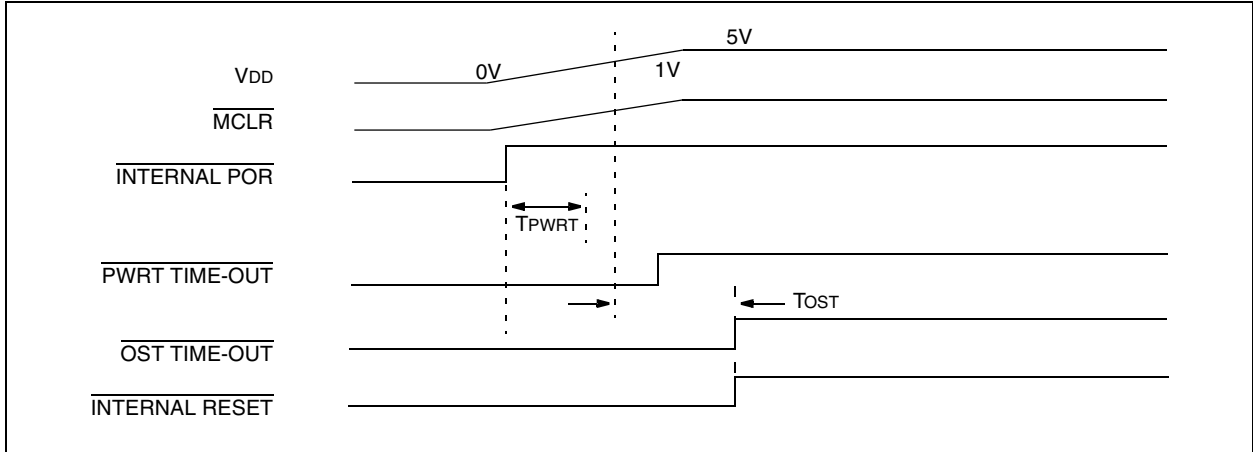 5V
VDD
0V
1V
MCLR
INTERNAL POR
TPWRT
PWRT TIME-OUT
TOST
OST TIME-OUT
INTERNAL RESET